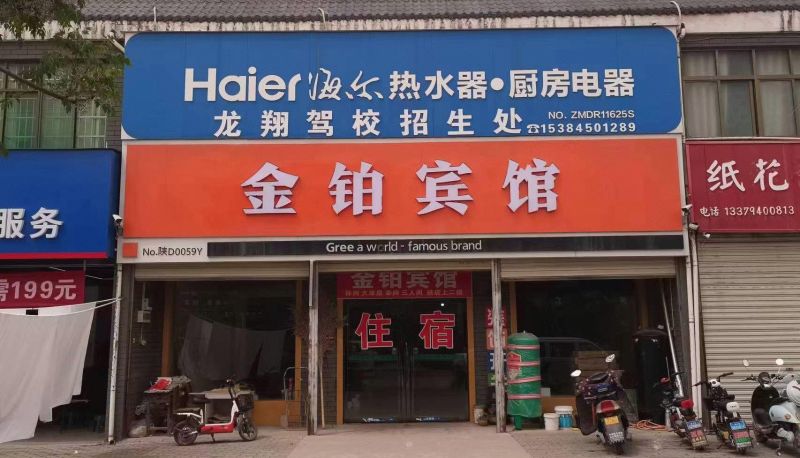 Haier 海尔 热水器•厨房电器
NO. ZMDR11625S
龙翔驾校招生处 ☎15384501289
金铂宾馆
No.陕D0059Y
Gree a world - famous brand
服务
199元
纸花
电话 13379400813
金铂宾馆
住宿